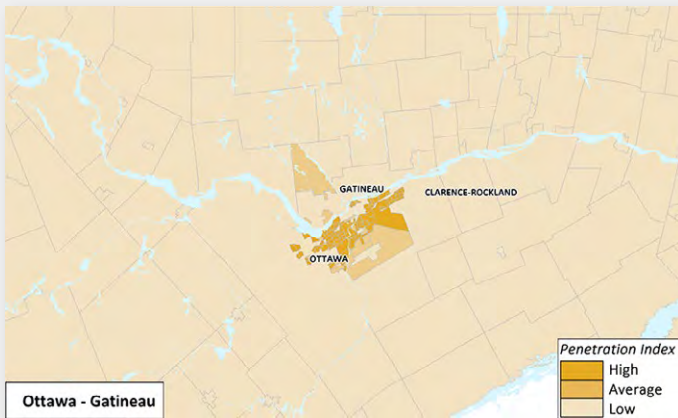 GATINEAU
CLARENCE-ROCKLAND
OTTAWA
Penetration Index
High
Average
Low
Ottawa - Gatineau